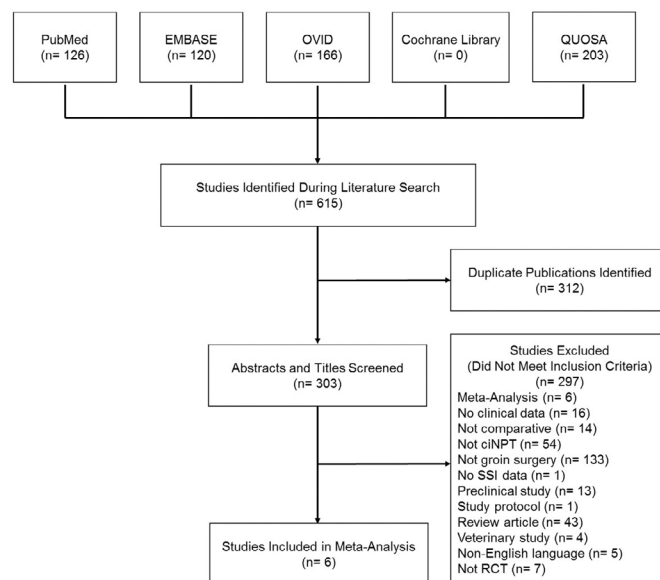 PubMed
(n= 126)
EMBASE
(n= 120)
OVID
(n= 166)
Cochrane Library
(n= 0)
QUOSA
(n= 203)
Studies Identified During Literature Search
(n= 615)
Duplicate Publications Identified
(n= 312)
Abstracts and Titles Screened
(n= 303)
Studies Excluded
(Did Not Meet Inclusion Criteria)
(n= 297)
Meta-Analysis (n= 6)
No clinical data (n= 16)
Not comparative (n= 14)
Not ciNPT (n= 54)
Not groin surgery (n= 133)
No SSI data (n= 1)
Preclinical study (n= 13)
Study protocol (n= 1)
Review article (n= 43)
Veterinary study (n= 4)
Non-English language (n= 5)
Not RCT (n= 7)
Studies Included in Meta-Analysis
(n= 6)